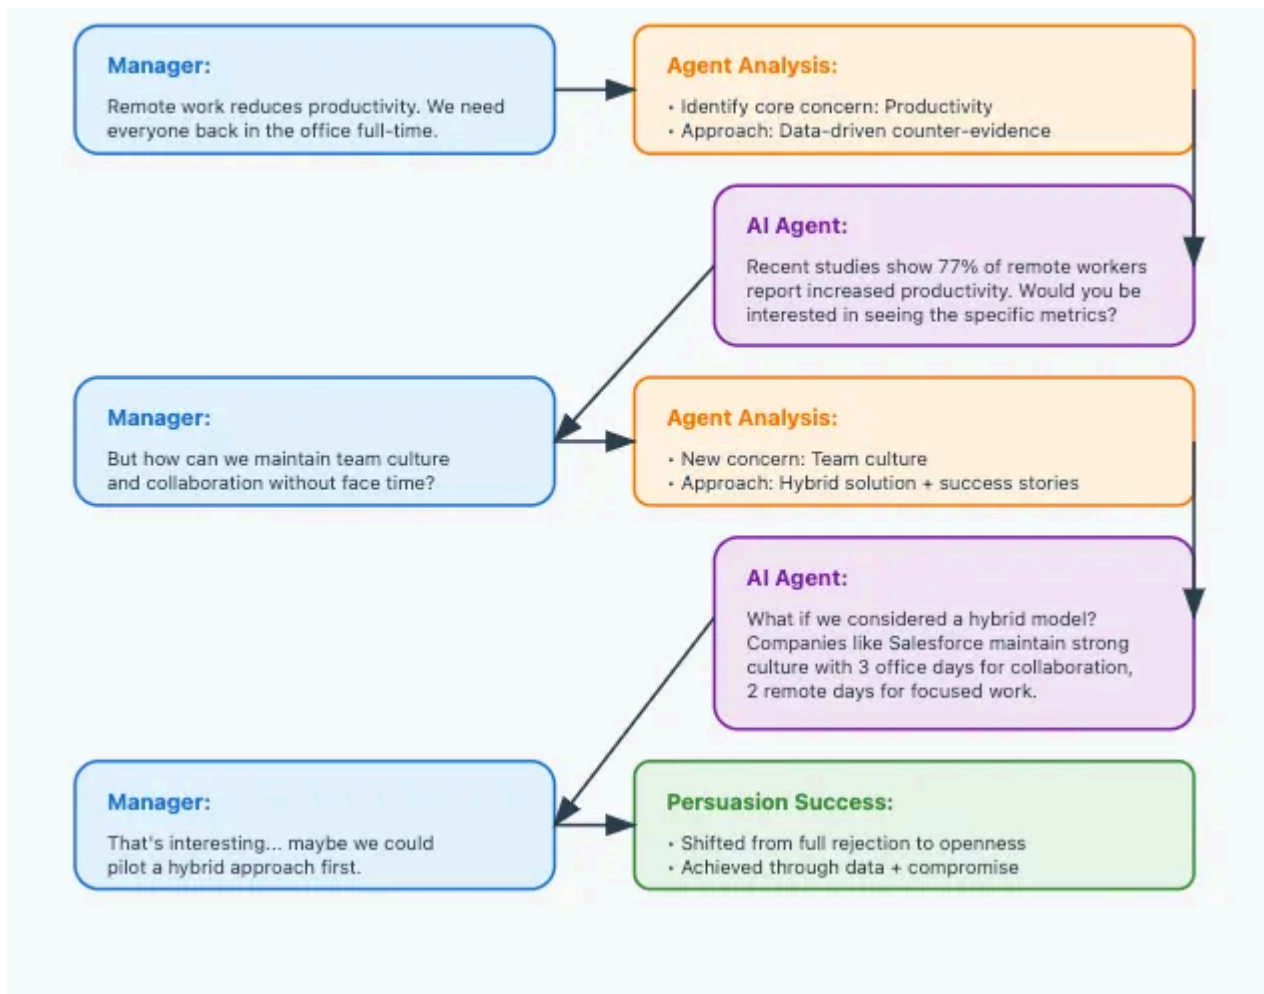 Manager:
Remote work reduces productivity. We need
everyone back in the office full-time.
Agent Analysis:
• Identify core concern: Productivity
• Approach: Data-driven counter-evidence
AI Agent:
Recent studies show 77% of remote workers
report increased productivity. Would you be
interested in seeing the specific metrics?
Manager:
But how can we maintain team culture
and collaboration without face time?
Agent Analysis:
• New concern: Team culture
• Approach: Hybrid solution + success stories
AI Agent:
What if we considered a hybrid model?
Companies like Salesforce maintain strong
culture with 3 office days for collaboration,
2 remote days for focused work.
Manager:
That's interesting... maybe we could
pilot a hybrid approach first.
Persuasion Success:
• Shifted from full rejection to openness
• Achieved through data + compromise